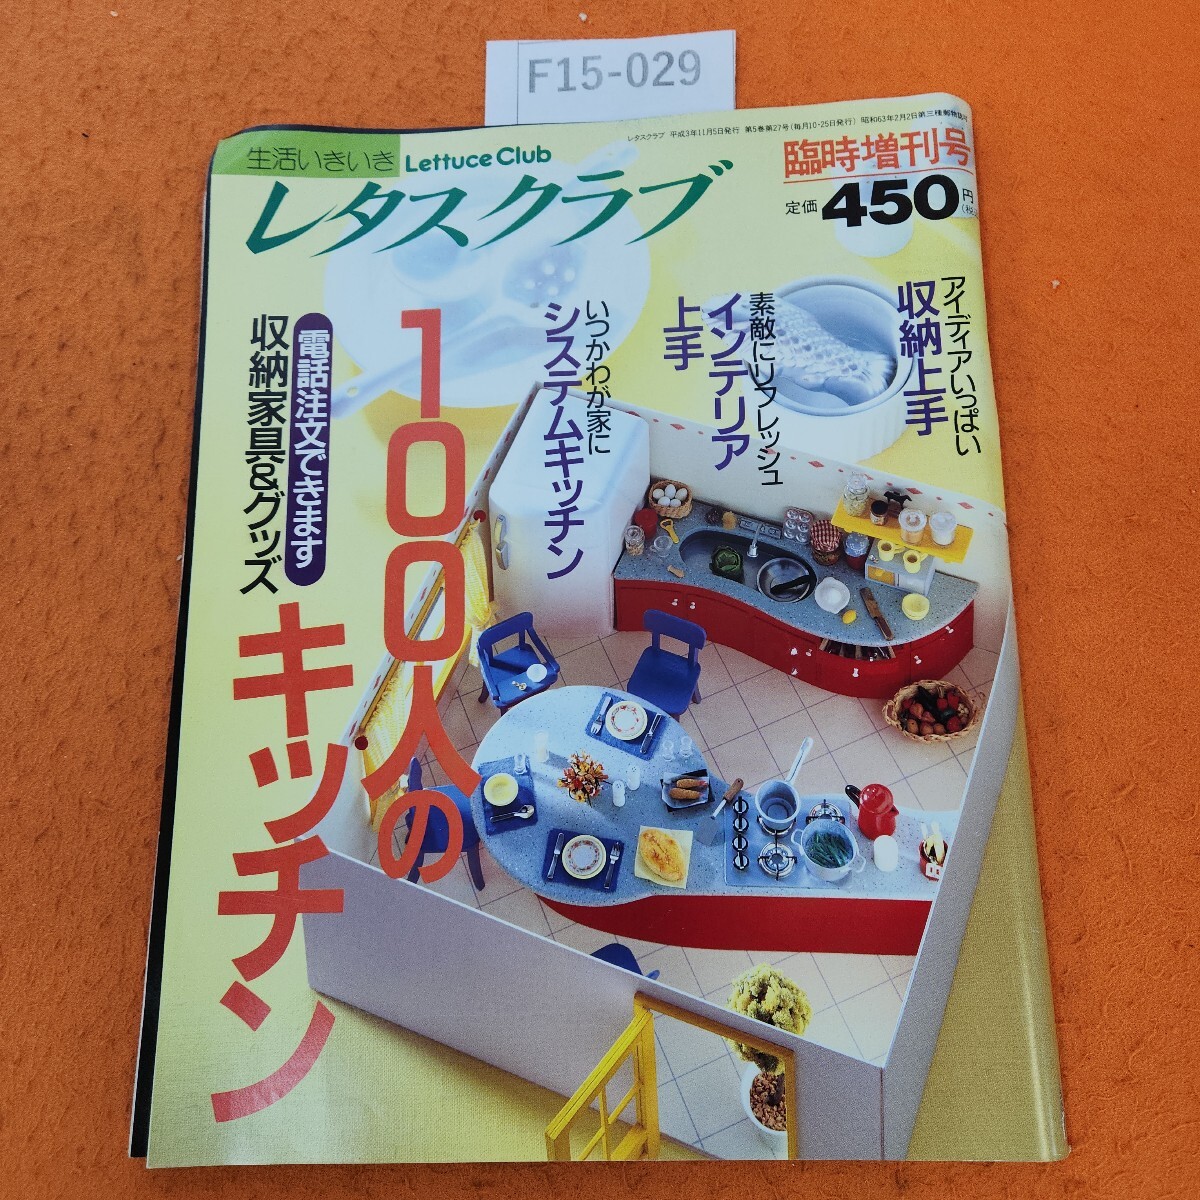 F15-029
レタスクラブ 平成3年11月5日発行 第5巻第27号(毎月10・25日発行) 昭和63年2月2日第三種郵便物認可
生活いきいき Lettuce Club
レタスクラブ
臨時増刊号
定価450円
(税込)
アイディアいっぱい
収納上手
素敵にリフレッシュ
インテリア
上手
いつかわが家に
システムキッチン
100人の
キッチン
電話注文できます
収納家具&グッズ